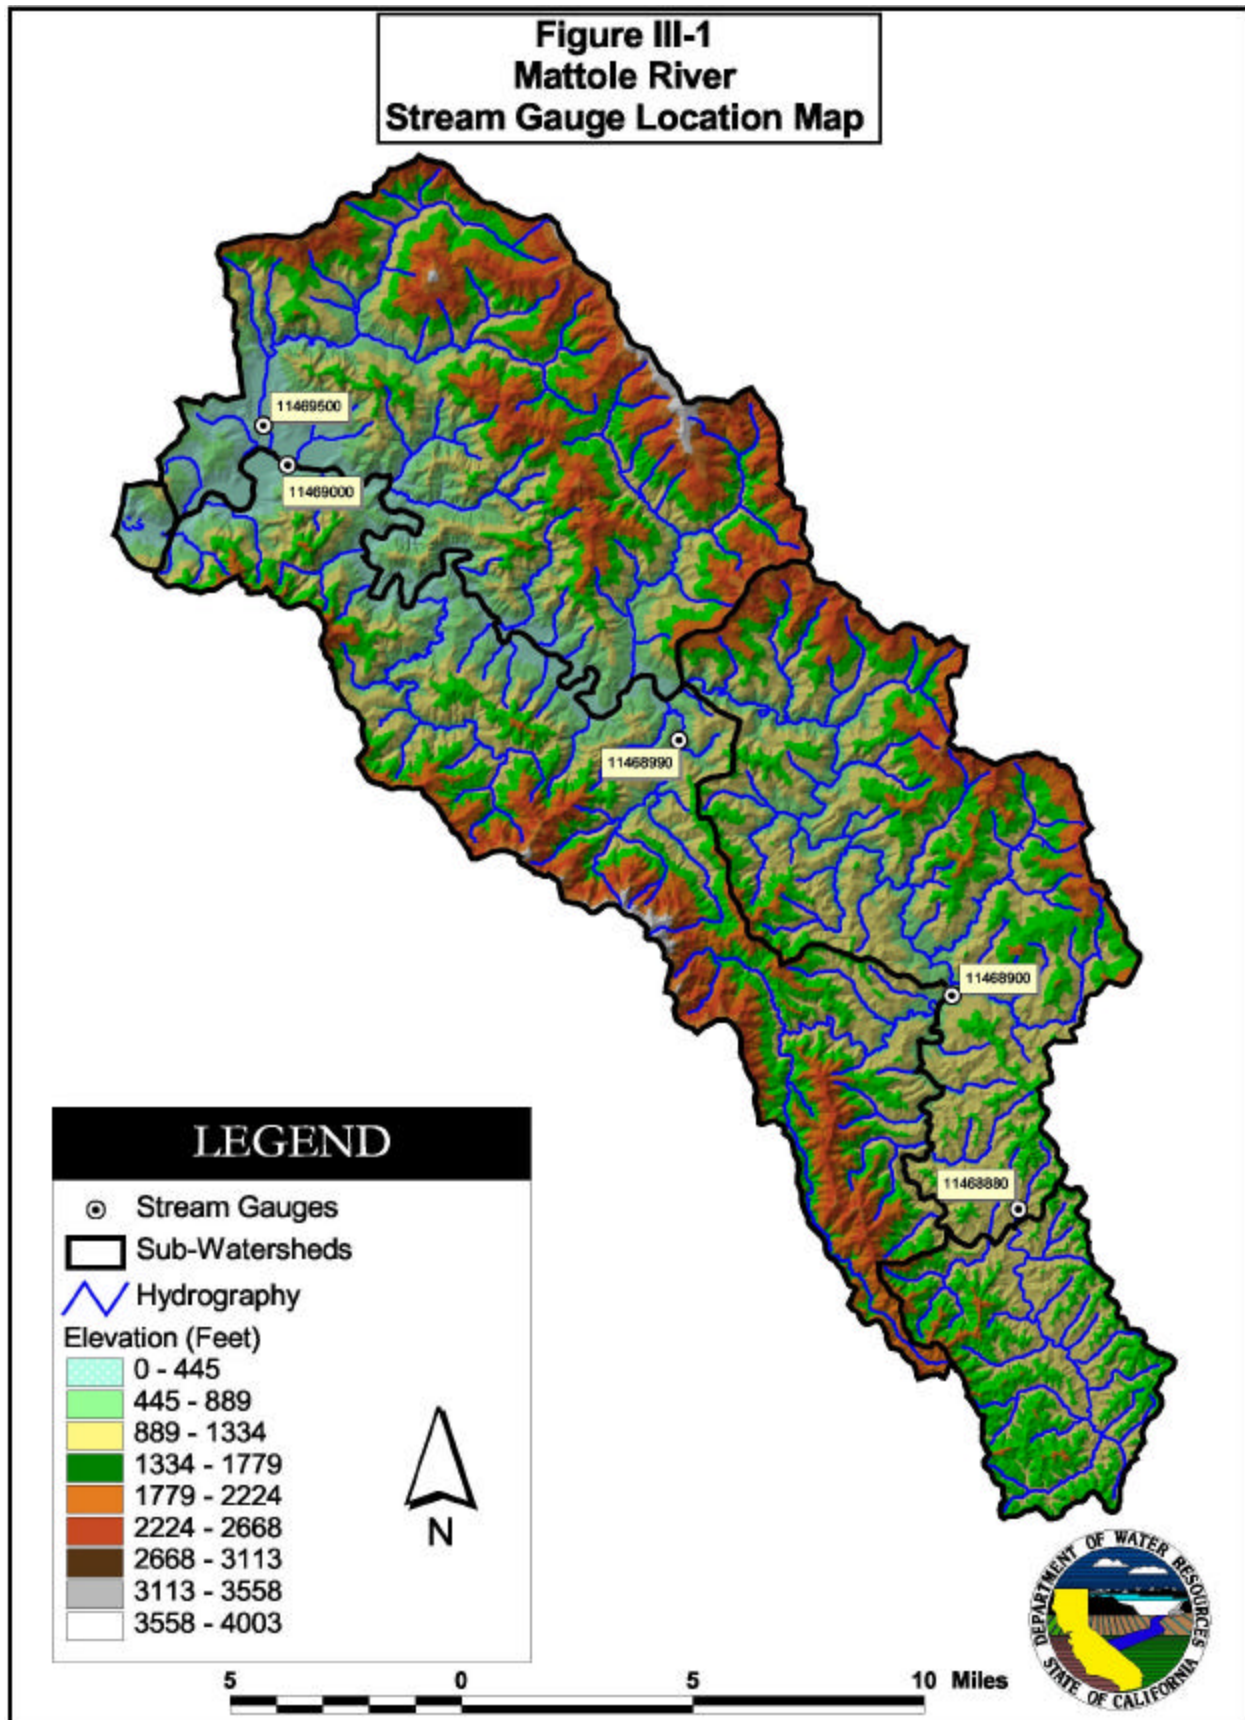 Figure III-1
Mattole River
Stream Gauge Location Map
11469500
11469000
11468990
11468900
11468880
LEGEND
Stream Gauges
Sub-Watersheds
Hydrography
Elevation (Feet)
0 - 445
445 - 889
889 - 1334
1334 - 1779
1779 - 2224
2224 - 2668
2668 - 3113
3113 - 3558
3558 - 4003
N
5 0 5 10 Miles
DEPARTMENT OF WATER RESOURCES
STATE OF CALIFORNIA